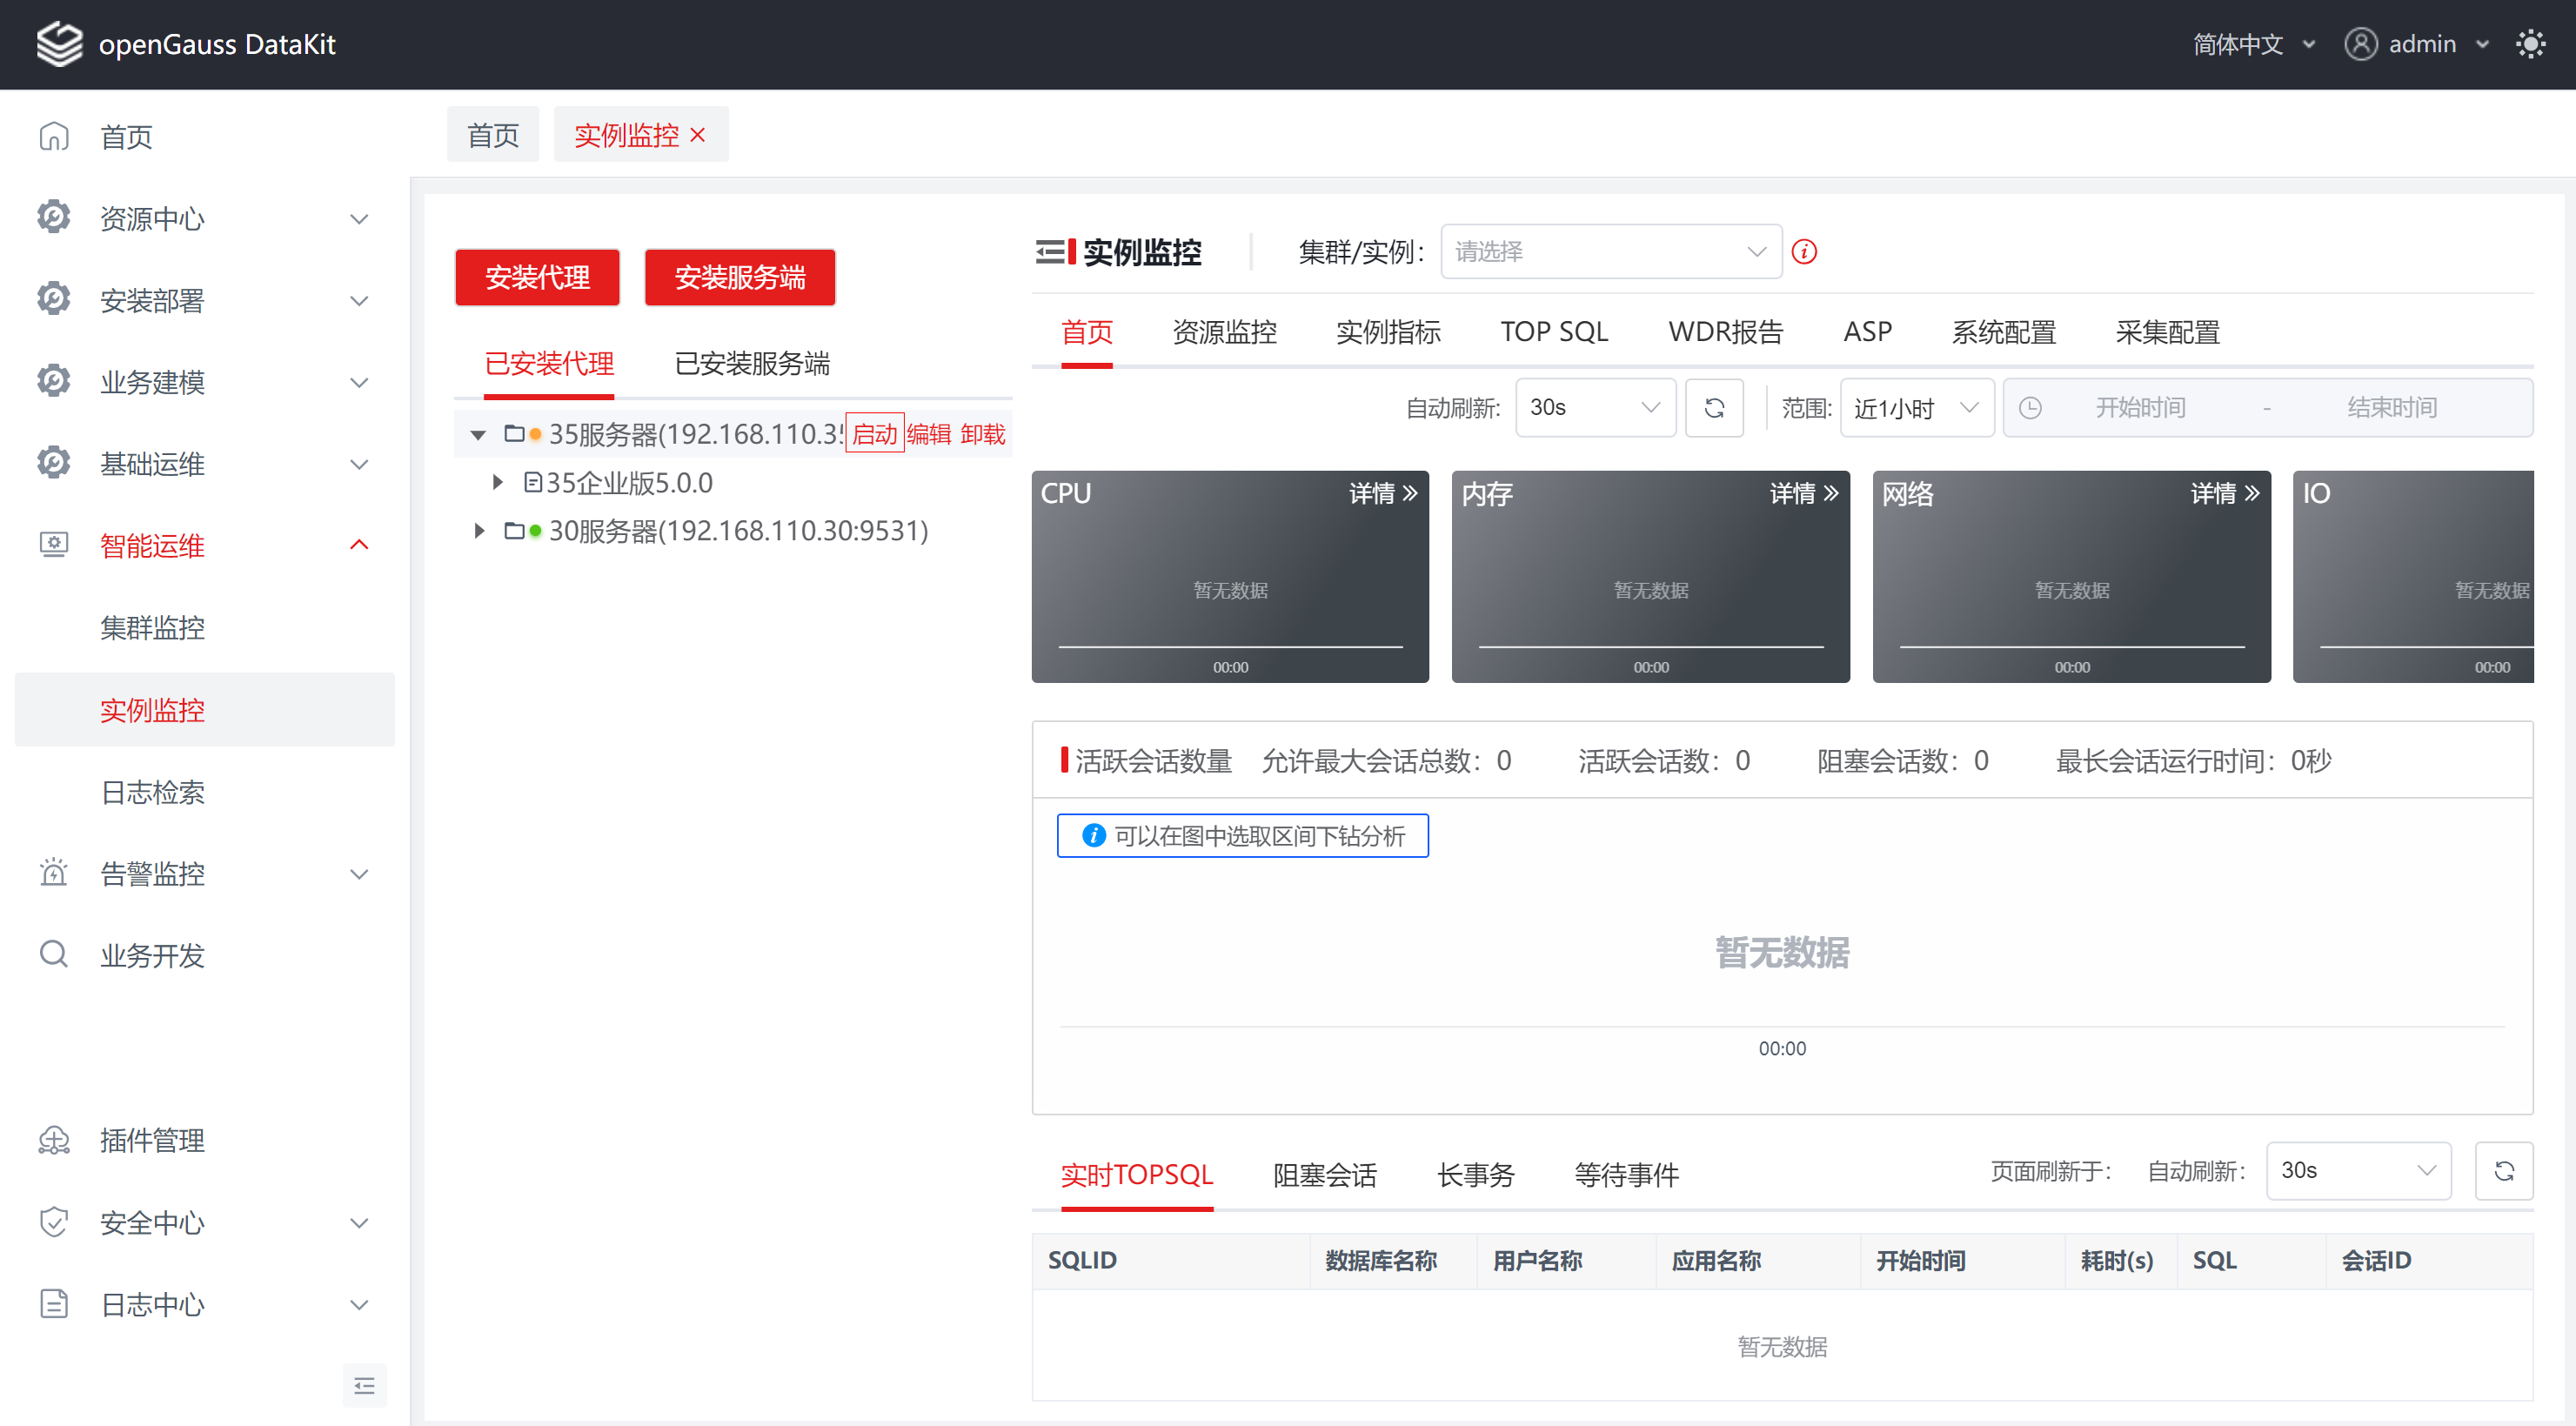 openGauss DataKit
简体中文
admin
首页
资源中心
安装部署
业务建模
基础运维
智能运维
集群监控
实例监控
日志检索
告警监控
业务开发
插件管理
安全中心
日志中心
首页
实例监控
安装代理
安装服务端
已安装代理
已安装服务端
35服务器(192.168.110.35
启动
编辑
卸载
35企业版5.0.0
30服务器(192.168.110.30:9531)
实例监控
集群/实例:
请选择
首页
资源监控
实例指标
TOP SQL
WDR报告
ASP
系统配置
采集配置
自动刷新:
30s
范围:
近1小时
开始时间
-
结束时间
CPU
详情
暂无数据
00:00
内存
详情
暂无数据
00:00
网络
详情
暂无数据
00:00
IO
暂无数据
00:00
活跃会话数量
允许最大会话总数: 0
活跃会话数: 0
阻塞会话数: 0
最长会话运行时间: 0秒
可以在图中选取区间下钻分析
暂无数据
00:00
实时TOPSQL
阻塞会话
长事务
等待事件
页面刷新于:
自动刷新:
30s
SQLID
数据库名称
用户名称
应用名称
开始时间
耗时(s)
SQL
会话ID
暂无数据